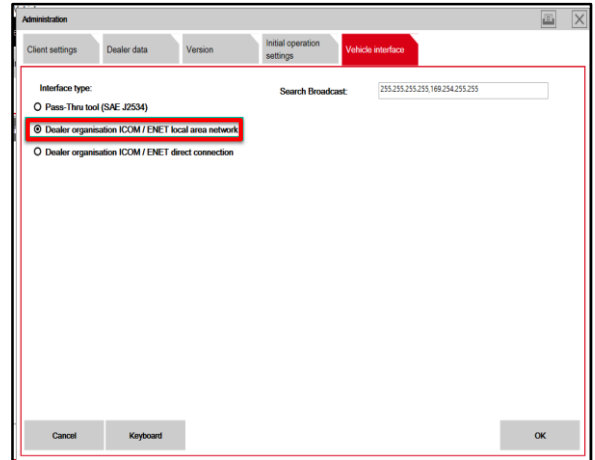 Administration
Client settings
Dealer data
Version
Initial operation
settings
Vehicle interface
Interface type:
Search Broadcast:
255.255.255.255,169.254.255.255
Pass-Thru tool (SAE J2534)
Dealer organisation ICOM / ENET local area network
Dealer organisation ICOM / ENET direct connection
Cancel
Keyboard
OK